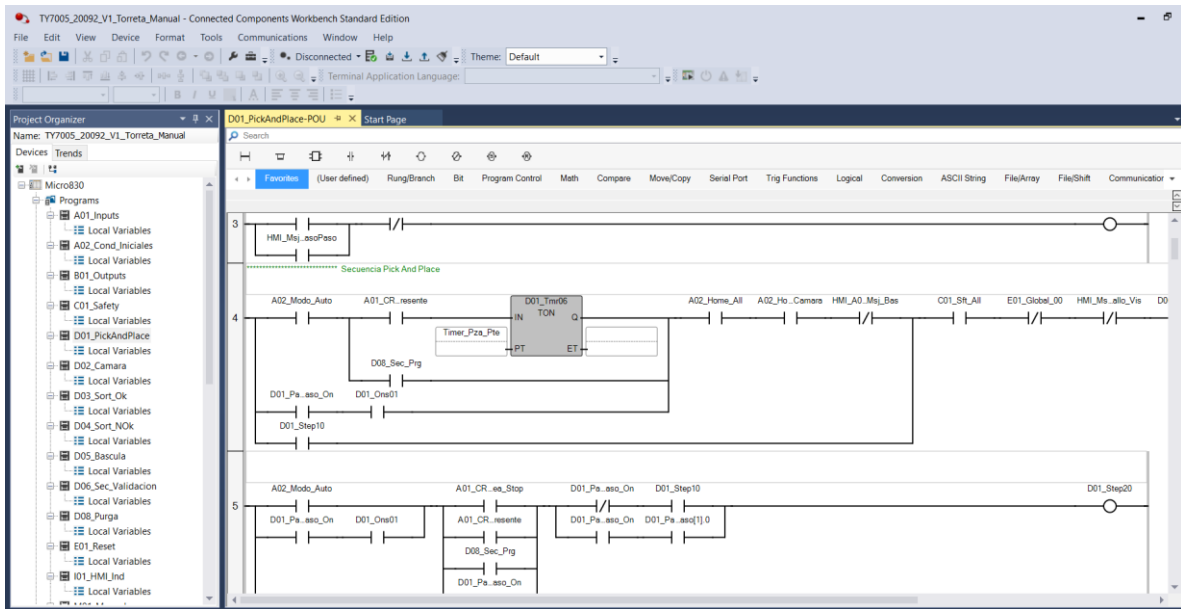 TY7005_20092_V1_Torreta_Manual - Connected Components Workbench Standard Edition
File Edit View Device Format Tools Communications Window Help
Disconnected Theme: Default
Terminal Application Language:
B I U A
Project Organizer
Name: TY7005_20092_V1_Torreta_Manual
Devices Trends
Micro830
Programs
A01_Inputs
Local Variables
A02_Cond_Iniciales
Local Variables
B01_Outputs
Local Variables
C01_Safety
Local Variables
D01_PickAndPlace
Local Variables
D02_Camara
Local Variables
D03_Sort_Ok
Local Variables
D04_Sort_NOk
Local Variables
D05_Bascula
Local Variables
D06_Sec_Validacion
Local Variables
D08_Purga
Local Variables
E01_Reset
Local Variables
I01_HMI_Ind
Local Variables
D01_PickAndPlace-POU Start Page
Search
Favorites (User defined) Rung/Branch Bit Program Control Math Compare Move/Copy Serial Port Trig Functions Logical Conversion ASCII String File/Array File/Shift Communication
3
HMI_Msj...asoPaso
**************************** Secuencia Pick And Place
A02_Modo_Auto A01_CR...resente D01_Tmr06 A02_Home_All A02_Ho...Camara HMI_A0...Msj_Bas C01_Sft_All E01_Global_00 HMI_Ms...allo_Vis D0
4
IN TON Q
Timer_Pza_Pte
PT ET
D08_Sec_Prg
D01_Pa...aso_On D01_Ons01
D01_Step10
A02_Modo_Auto A01_CR...ea_Stop D01_Pa...aso_On D01_Step10 D01_Step20
5
D01_Pa...aso_On D01_Ons01 A01_CR...resente D01_Pa...aso_On D01_Pa...aso[1].0
D08_Sec_Prg
D01_Pa...aso_On